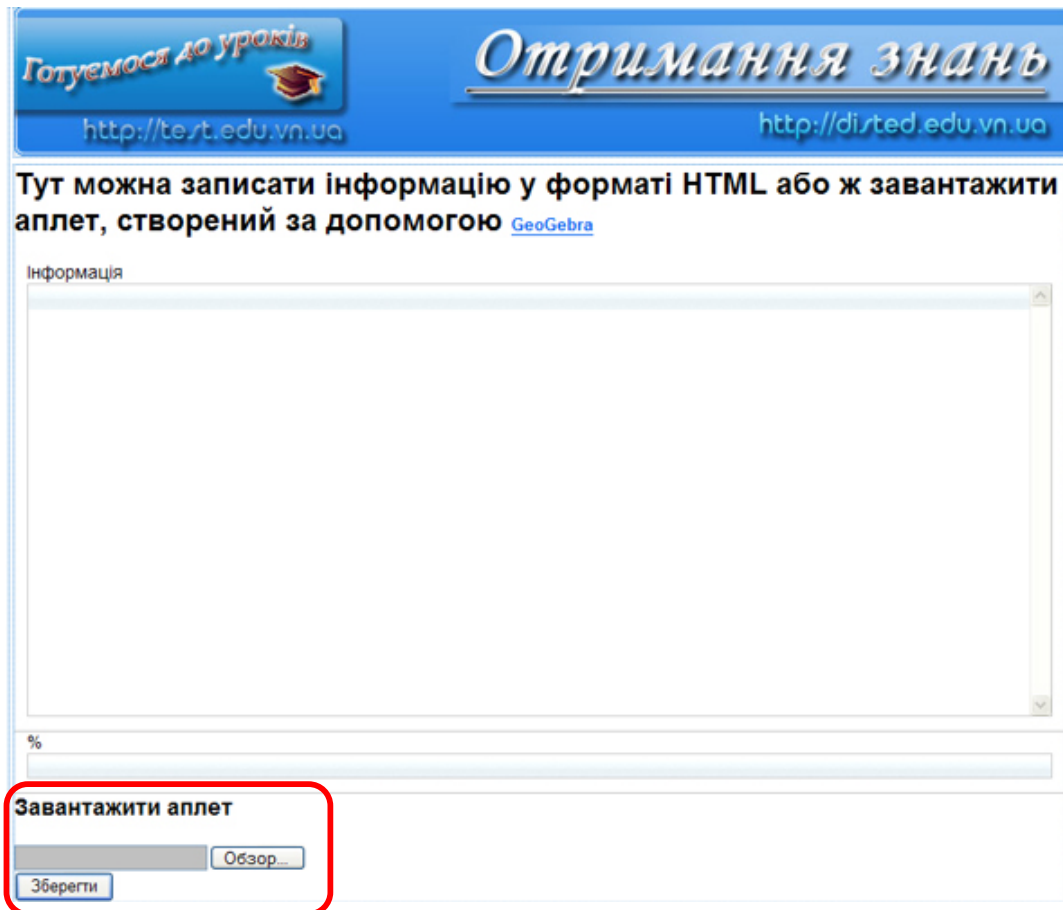 Готуємося до уроків
http://test.edu.vn.ua
Отримання знань
http://disted.edu.vn.ua
Тут можна записати інформацію у форматі HTML або ж завантажити
аплет, створений за допомогою GeoGebra
Інформація
%
Завантажити аплет
Обзор...
Зберегти